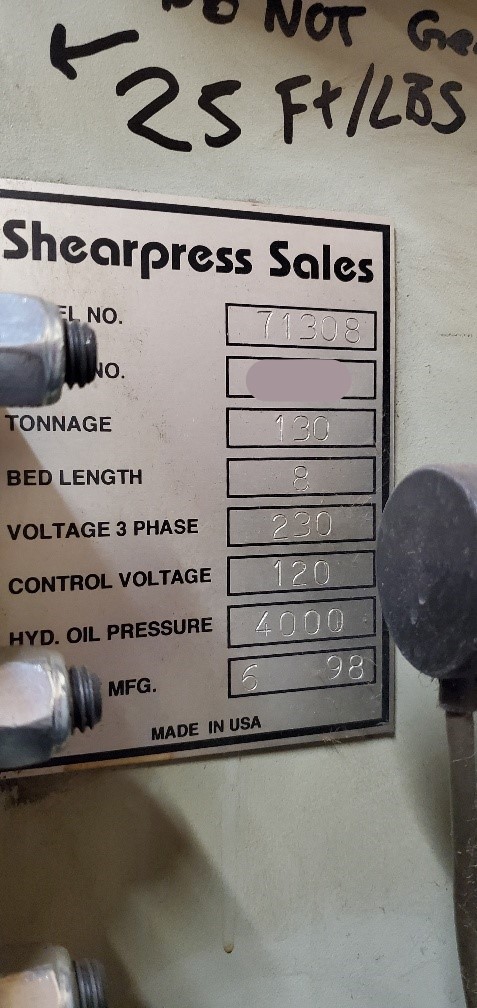 NOT
25 Ft/LBS
Shearpress Sales
NO. 71308
NO.
TONNAGE 130
BED LENGTH 8
VOLTAGE 3 PHASE 230
CONTROL VOLTAGE 120
HYD. OIL PRESSURE 4000
MFG. 6 98
MADE IN USA